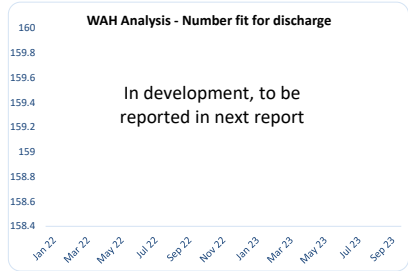 WAH Analysis - Number fit for discharge
160
159.8
159.6
159.4
159.2
159
158.8
158.6
158.4
In development, to be
reported in next report
Jan 22
Mar 22
May 22
Jul 22
Sep 22
Nov 22
Jan 23
Mar 23
May 23
Jul 23
Sep 23